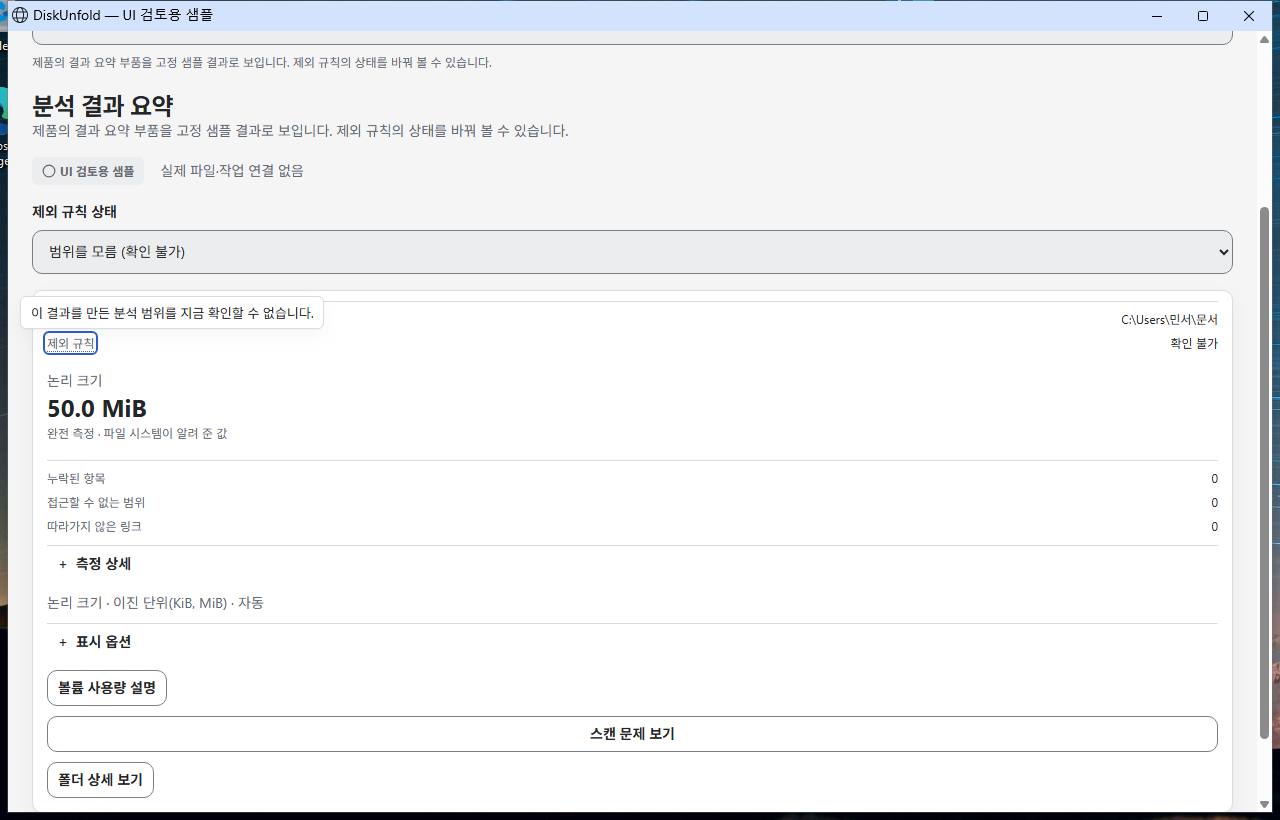 DiskUnfold — UI 검토용 샘플
제품의 결과 요약 부품을 고정 샘플 결과로 보입니다. 제외 규칙의 상태를 바꿔 볼 수 있습니다.
분석 결과 요약
제품의 결과 요약 부품을 고정 샘플 결과로 보입니다. 제외 규칙의 상태를 바꿔 볼 수 있습니다.
UI 검토용 샘플 실제 파일·작업 연결 없음
제외 규칙 상태
범위를 모름 (확인 불가)
이 결과를 만든 분석 범위를 지금 확인할 수 없습니다.
C:\Users\민서\문서
제외 규칙 확인 불가
논리 크기
50.0 MiB
완전 측정 · 파일 시스템이 알려 준 값
누락된 항목 0
접근할 수 없는 범위 0
따라가지 않은 링크 0
+ 측정 상세
논리 크기 · 이진 단위(KiB, MiB) · 자동
+ 표시 옵션
볼륨 사용량 설명
스캔 문제 보기
폴더 상세 보기